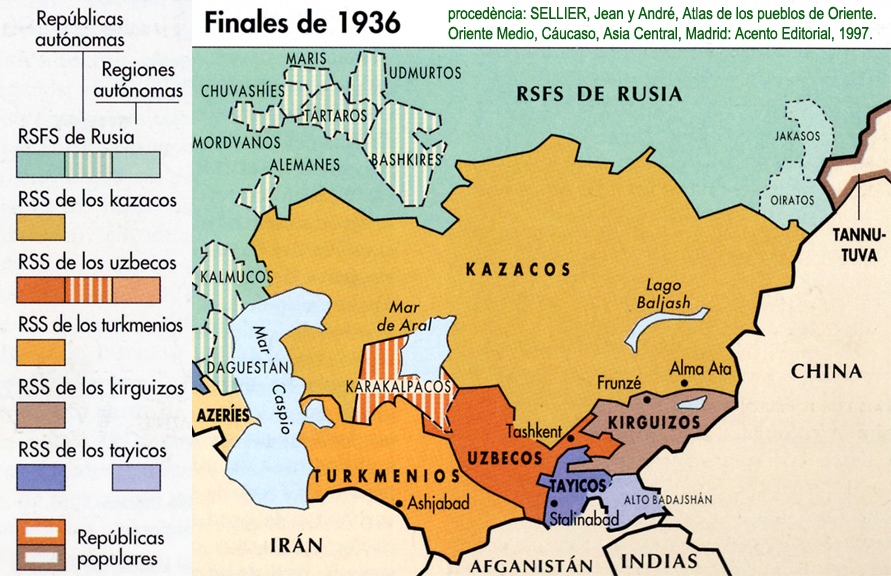 Repúblicas
autónomas
Regiones
autónomas
RSFS de Rusia
RSS de los kazacos
RSS de los uzbecos
RSS de los turkmenios
RSS de los kirguizos
RSS de los tayicos
Repúblicas
populares
Finales de 1936
procedència: SELLIER, Jean y André, Atlas de los pueblos de Oriente.
Oriente Medio, Cáucaso, Asia Central, Madrid: Acento Editorial, 1997.
MARIS
UDMURTOS
CHUVASHÍES
TÁRTAROS
MORDVANOS
BASHKIRES
ALEMANES
RSFS DE RUSIA
JAKASOS
OIRATOS
TANNU-
TUVA
KALMUCOS
KAZACOS
Lago
Baljash
Mar
de Aral
Mar Caspio
DAGUESTÁN
KARAKALPACOS
AZERÍES
Alma Ata
Frunzé
CHINA
KIRGUIZOS
Tashkent
UZBECOS
TURKMENIOS
TAYICOS
ALTO BADAJSHÁN
Ashjabad
Stalinabad
IRÁN
AFGANISTÁN
INDIAS